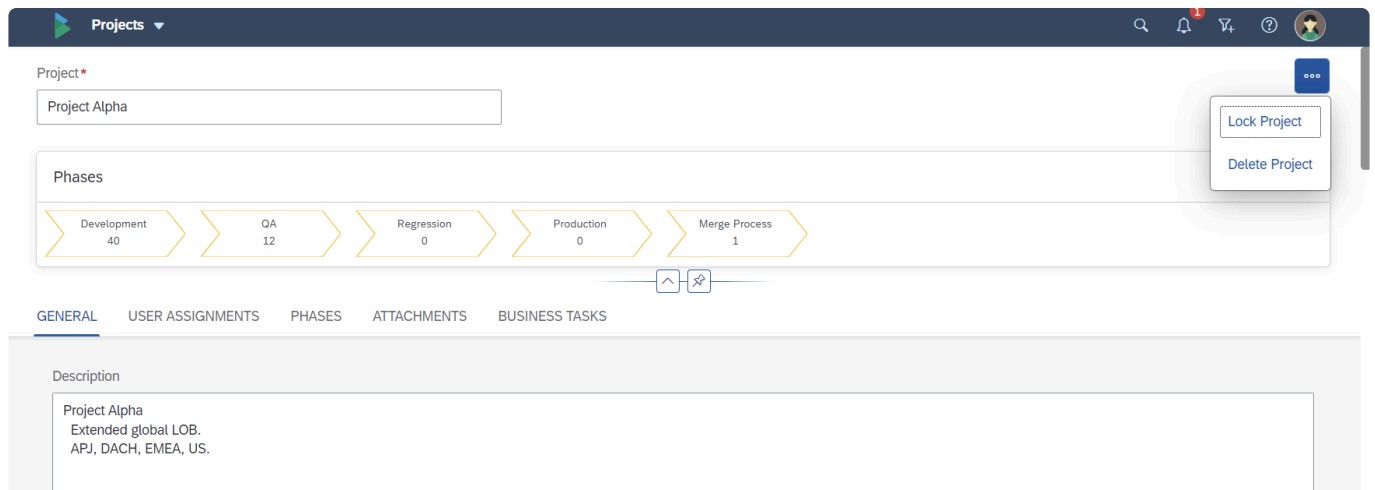 Projects
1
Project*
Project Alpha
Lock Project
Delete Project
Phases
Development
40
QA
12
Regression
0
Production
0
Merge Process
1
GENERAL USER ASSIGNMENTS PHASES ATTACHMENTS BUSINESS TASKS
Description
Project Alpha
Extended global LOB.
APJ, DACH, EMEA, US.